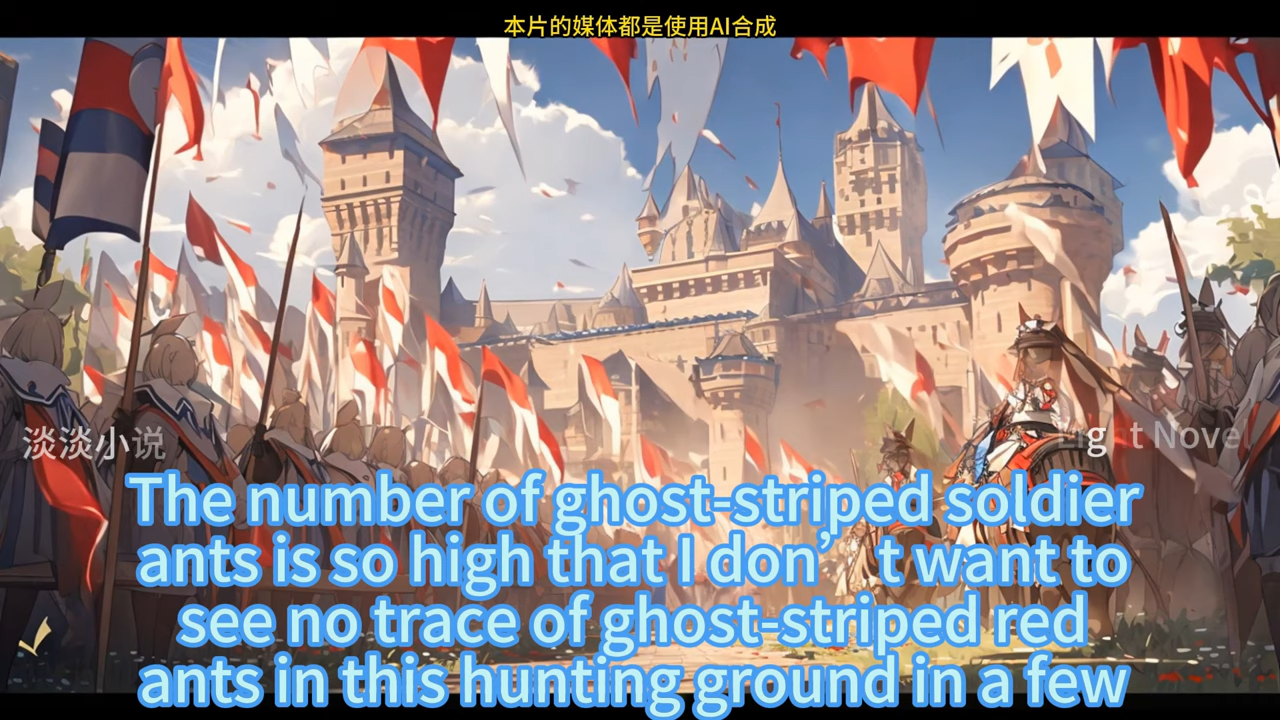 本片的媒体都是使用AI合成
淡淡小说
Light Novel
The number of ghost-striped soldier
ants is so high that I don’t want to
see no trace of ghost-striped red
ants in this hunting ground in a few